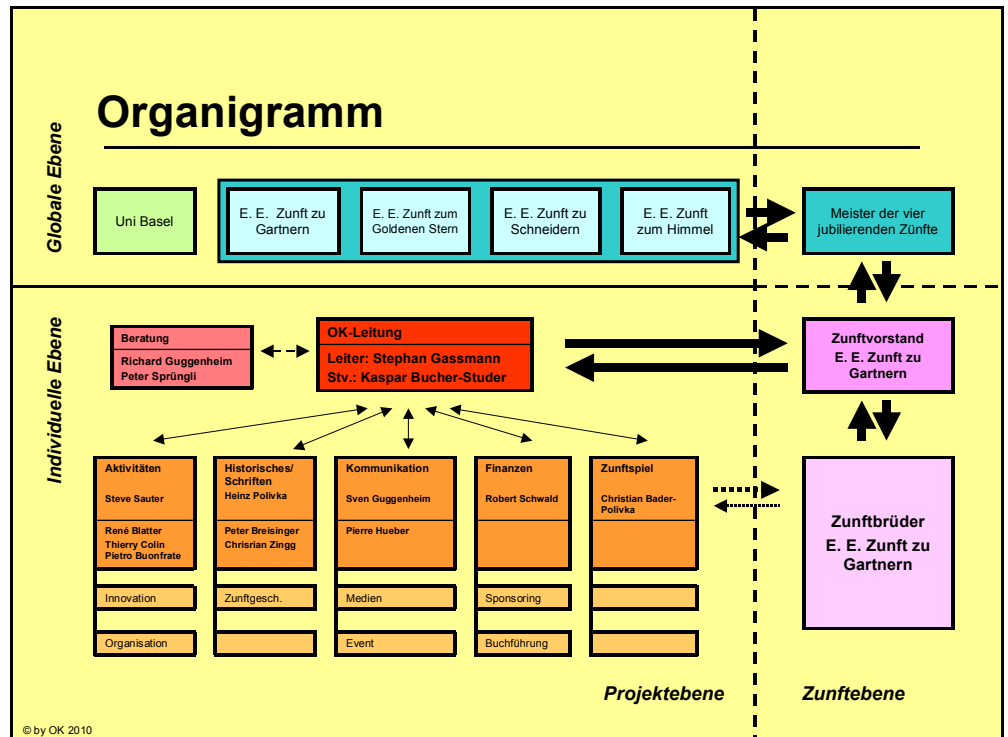 Organigramm
Globale Ebene
Uni Basel
E. E. Zunft zu
Gartnern
E. E. Zunft zum
Goldenen Stern
E. E. Zunft zu
Schneidern
E. E. Zunft
zum Himmel
Meister der vier
jubilierenden Zünfte
Individuelle Ebene
Beratung
Richard Guggenheim
Peter Sprüngli
OK-Leitung
Leiter: Stephan Gassmann
Stv.: Kaspar Bucher-Studer
Zunftvorstand
E. E. Zunft zu
Gartnern
Aktivitäten
Steve Sauter
René Blatter
Thierry Colin
Pietro Buonfrate
Innovation
Organisation
Historisches/
Schriften
Heinz Polivka
Peter Breisinger
Chrisrian Zingg
Zunftgesch.
Kommunikation
Sven Guggenheim
Pierre Hueber
Medien
Event
Finanzen
Robert Schwald
Sponsoring
Buchführung
Zunftspiel
Christian Bader-
Polivka
Zunftbrüder
E. E. Zunft zu
Gartnern
Projektebene
Zunftebene
© by OK 2010